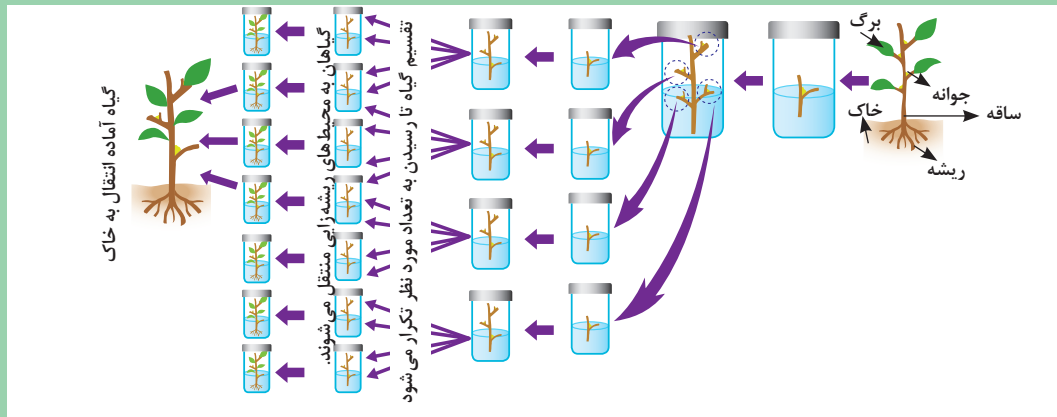 برگ
جوانه
خاک
ساقه
ریشه
تقسیم گیاه تا رسیدن به تعداد مورد نظر تکرار می‌شود
گیاهان به محیط‌های ریشه‌زایی منتقل می‌شوند.
گیاه آماده انتقال به خاک